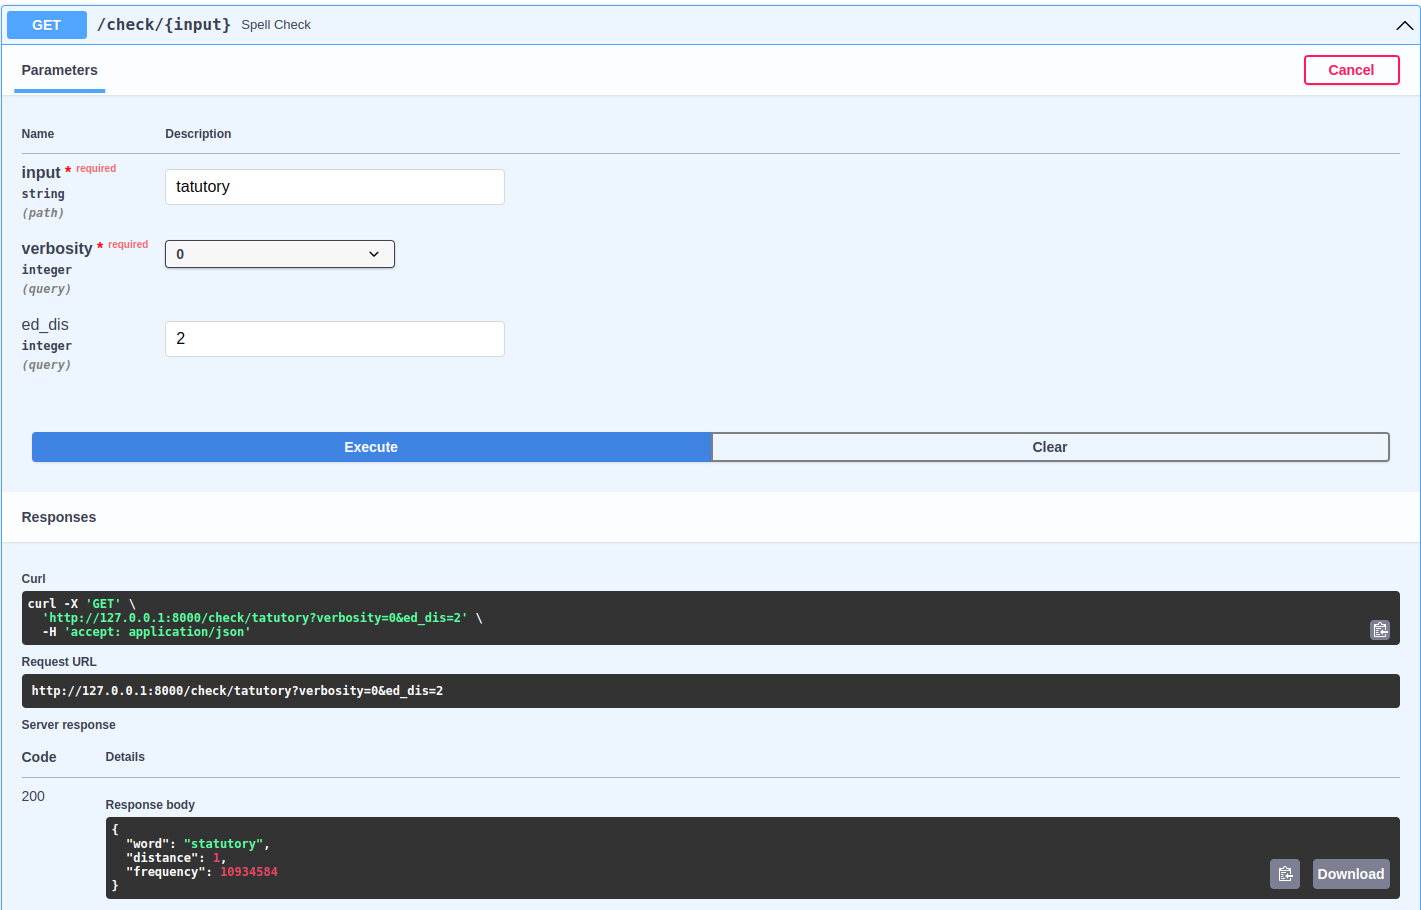 GET /check/{input} Spell Check
Parameters
Cancel
Name Description
input * required
string
(path)
tatutory
verbosity * required
integer
(query)
0
ed_dis
integer
(query)
2
Execute Clear
Responses
Curl
curl -X 'GET' \
  'http://127.0.0.1:8000/check/tatutory?verbosity=0&ed_dis=2' \
  -H 'accept: application/json'
Request URL
http://127.0.0.1:8000/check/tatutory?verbosity=0&ed_dis=2
Server response
Code Details
200
Response body
{
  "word": "statutory",
  "distance": 1,
  "frequency": 10934584
}
Download